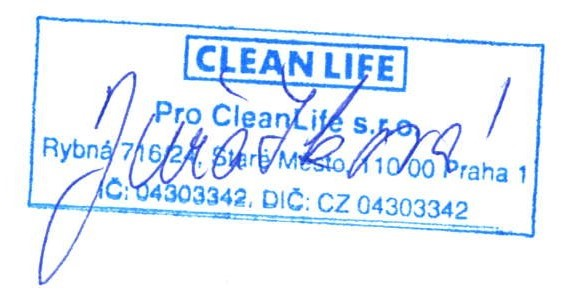 CLEAN LIFE
Pro CleanLife s.r.o.
Rybná 716/24, Staré Město, 110 00 Praha 1
IČ: 04303342, DIČ: CZ 04303342